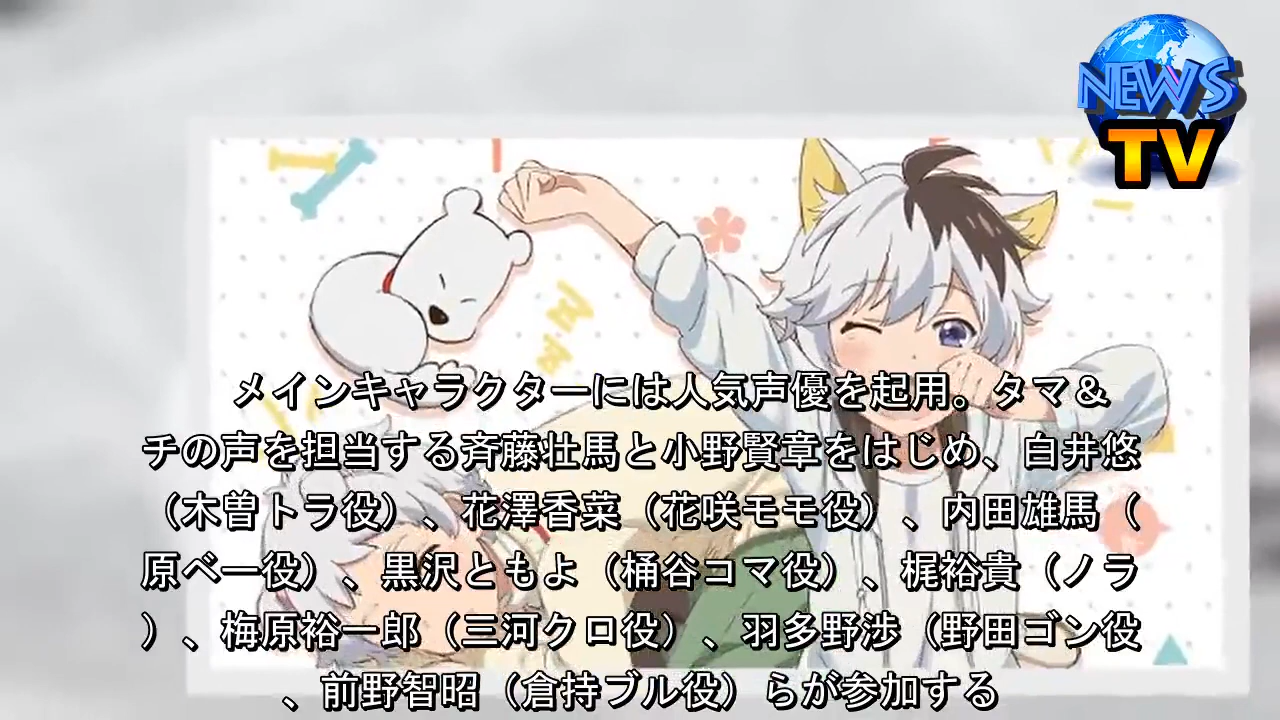 NEWS
TV
メインキャラクターには人気声優を起用。タマ＆
チの声を担当する斉藤壮馬と小野賢章をはじめ、白井悠
（木曽トラ役）、花澤香菜（花咲モモ役）、内田雄馬（
原ベー役）、黒沢ともよ（桶谷コマ役）、梶裕貴（ノラ
）、梅原裕一郎（三河クロ役）、羽多野渉（野田ゴン役
、前野智昭（倉持ブル役）らが参加する